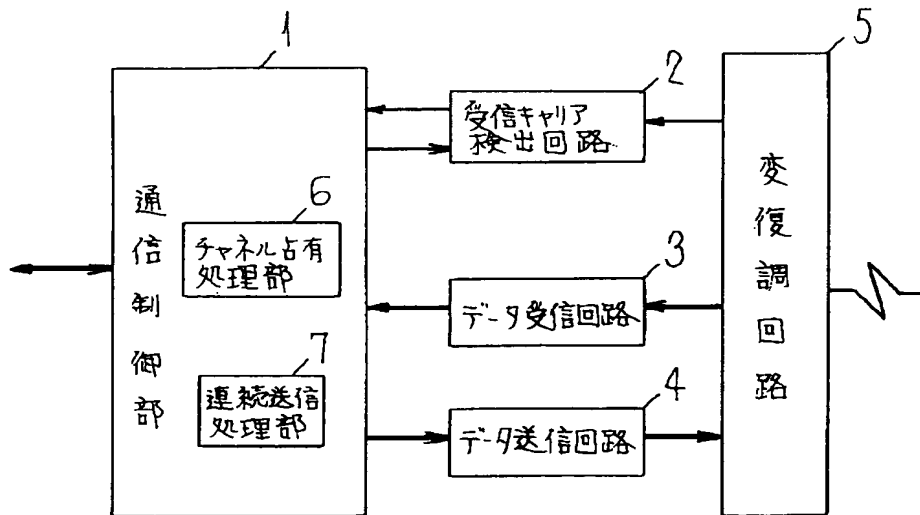 1
通信制御部
6
チャネル占有
処理部
7
連続送信
処理部
2
受信キャリア
検出回路
3
データ受信回路
4
データ送信回路
5
変復調回路